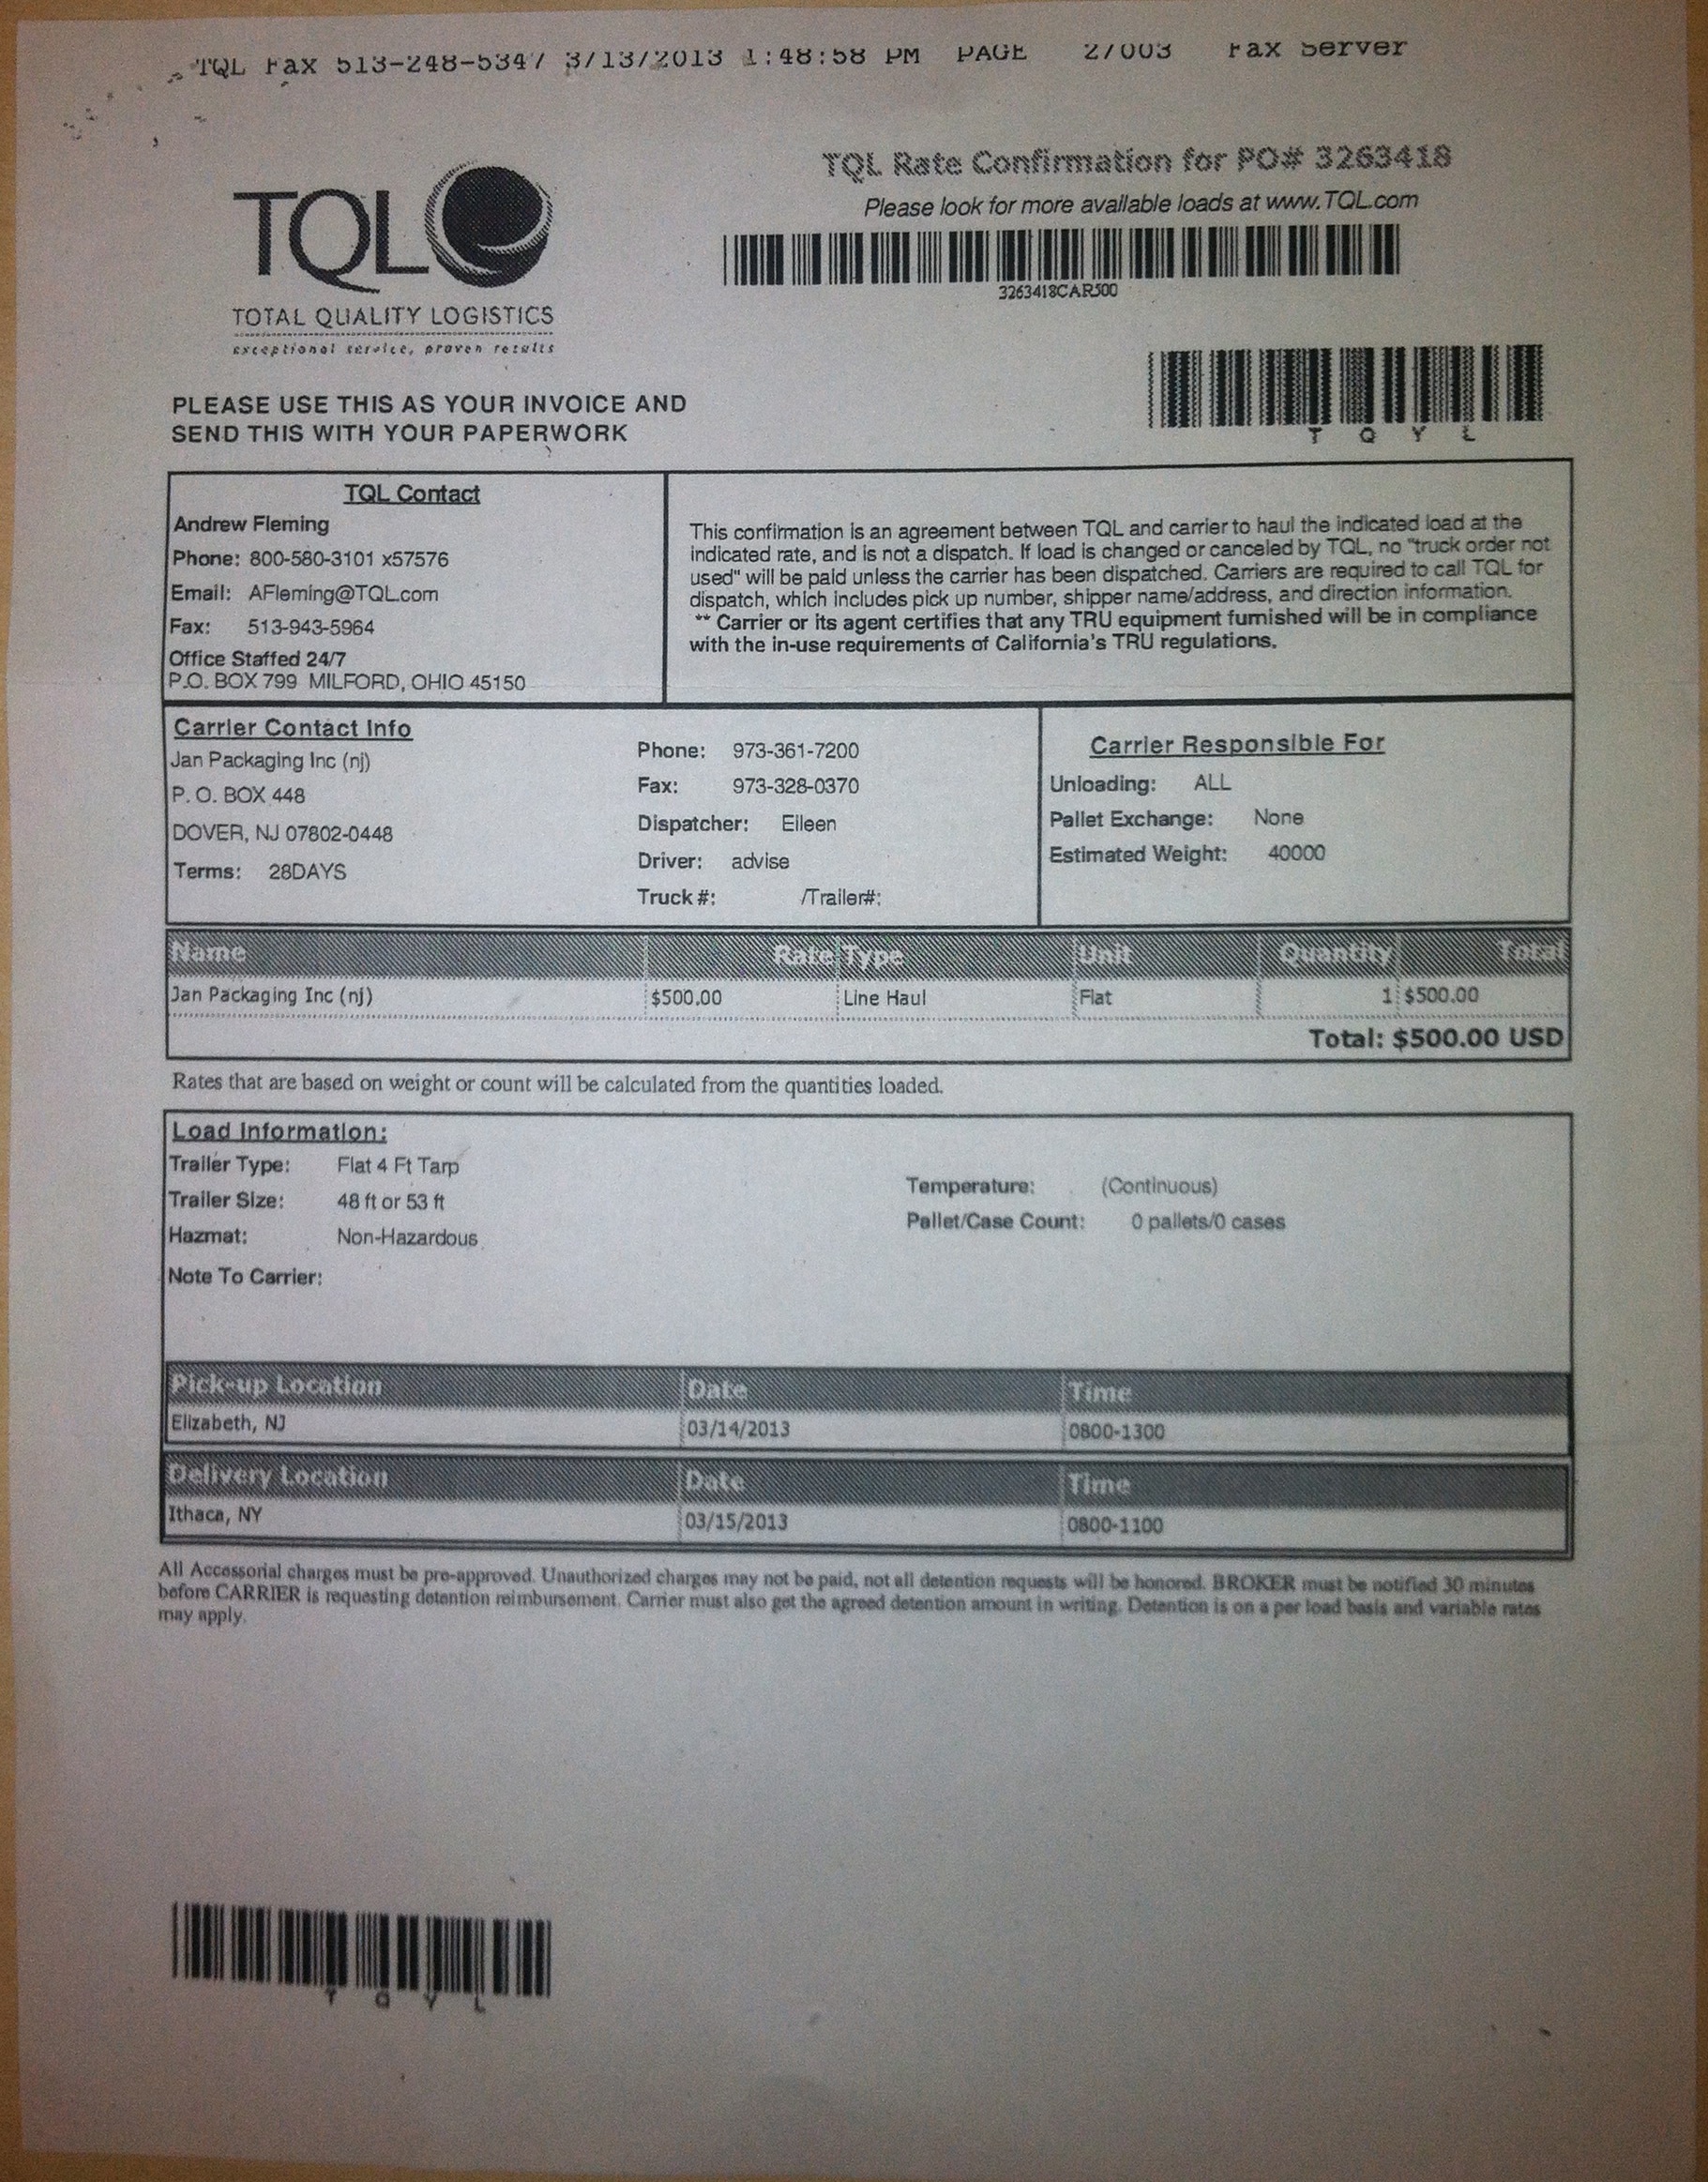 TQL Fax 513-248-5347 3/13/2013 1:48:58 PM PAGE 2/003 Fax Server
TQL
TOTAL QUALITY LOGISTICS
exceptional service, proven results
TQL Rate Confirmation for PO# 3263418
Please look for more available loads at www.TQL.com
3263418CAR500
T Q Y L
PLEASE USE THIS AS YOUR INVOICE AND
SEND THIS WITH YOUR PAPERWORK
TQL Contact
Andrew Fleming
Phone: 800-580-3101 x57576
Email: AFleming@TQL.com
Fax: 513-943-5964
Office Staffed 24/7
P.O. BOX 799 MILFORD, OHIO 45150
This confirmation is an agreement between TQL and carrier to haul the indicated load at the
indicated rate, and is not a dispatch. If load is changed or canceled by TQL, no "truck order not
used" will be paid unless the carrier has been dispatched. Carriers are required to call TQL for
dispatch, which includes pick up number, shipper name/address, and direction information.
** Carrier or its agent certifies that any TRU equipment furnished will be in compliance
with the in-use requirements of California's TRU regulations.
Carrier Contact Info
Jan Packaging Inc (nj)
P. O. BOX 448
DOVER, NJ 07802-0448
Terms: 28DAYS
Phone: 973-361-7200
Fax: 973-328-0370
Dispatcher: Eileen
Driver: advise
Truck #: /Trailer#:
Carrier Responsible For
Unloading: ALL
Pallet Exchange: None
Estimated Weight: 40000
Name Rate Type Unit Quantity Total
Jan Packaging Inc (nj) $500.00 Line Haul Flat 1 $500.00
Total: $500.00 USD
Rates that are based on weight or count will be calculated from the quantities loaded.
Load Information:
Trailer Type: Flat 4 Ft Tarp
Trailer Size: 48 ft or 53 ft
Hazmat: Non-Hazardous
Note To Carrier:
Temperature: (Continuous)
Pallet/Case Count: 0 pallets/0 cases
Pick-up Location Date Time
Elizabeth, NJ 03/14/2013 0800-1300
Delivery Location Date Time
Ithaca, NY 03/15/2013 0800-1100
All Accessorial charges must be pre-approved. Unauthorized charges may not be paid, not all detention requests will be honored. BROKER must be notified 30 minutes
before CARRIER is requesting detention reimbursement. Carrier must also get the agreed detention amount in writing. Detention is on a per load basis and variable rates
may apply.
T Q Y L